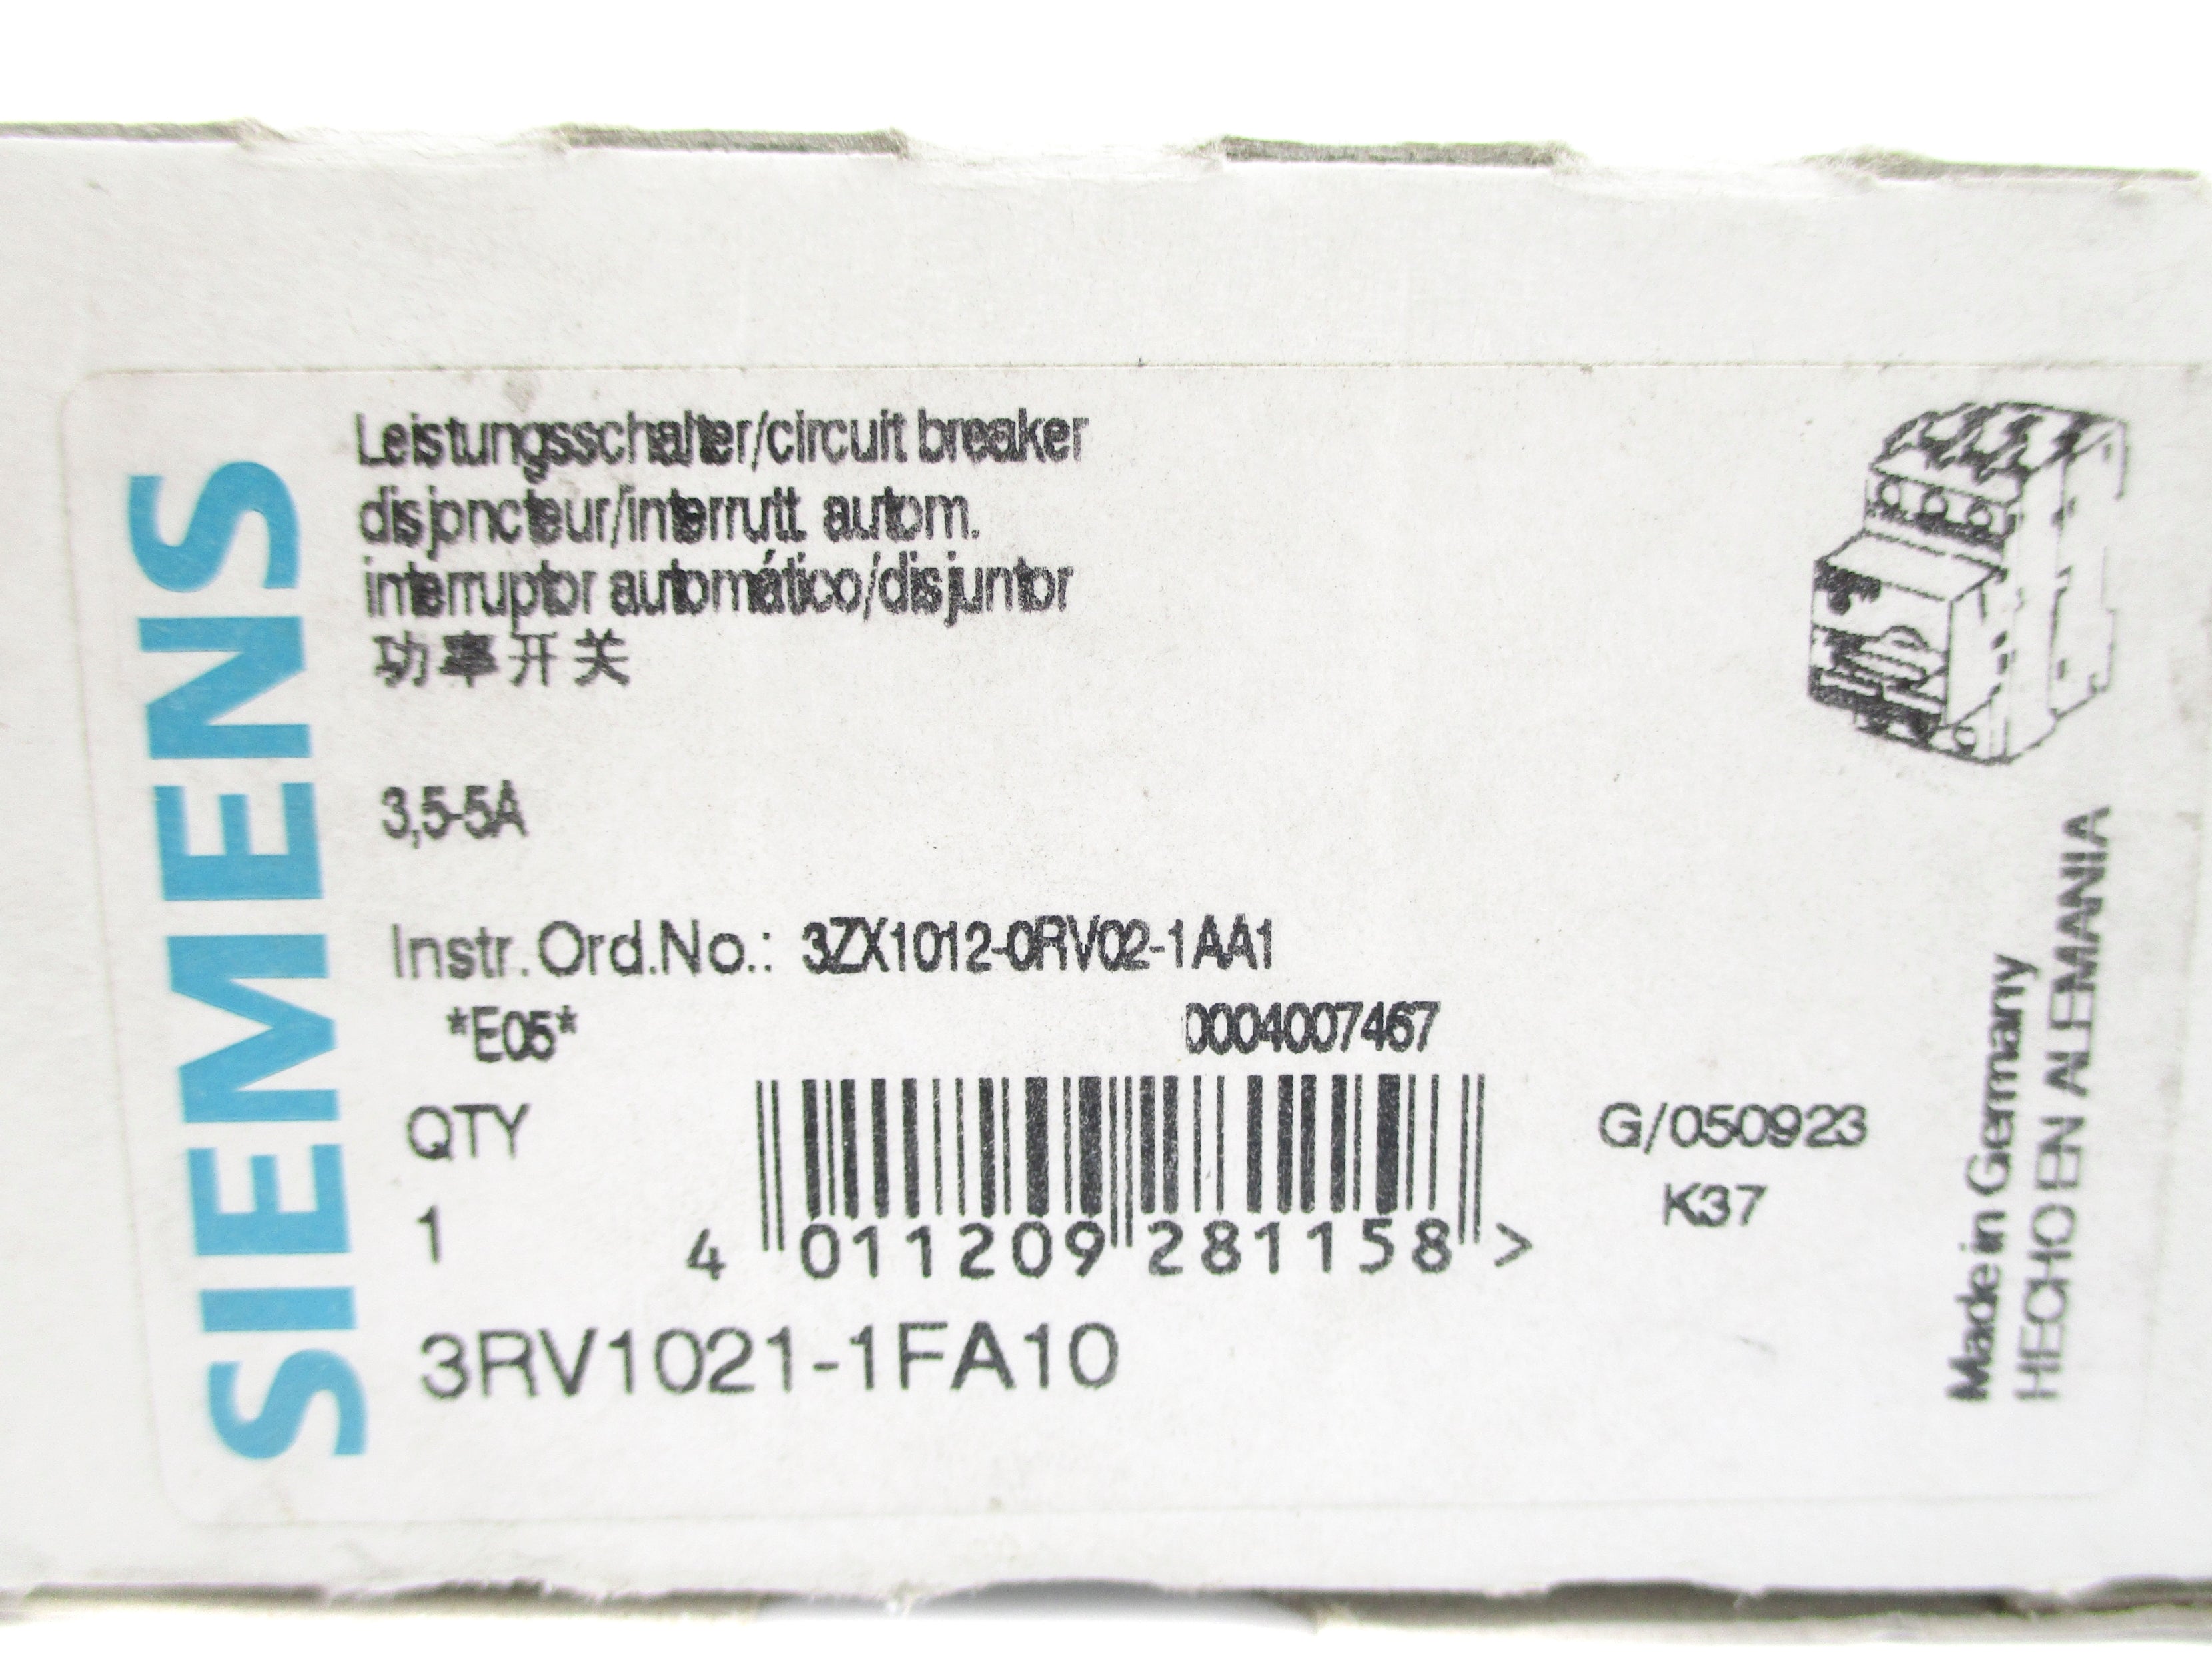 SIEMENS
Leistungsschalter/circuit breaker
disjoncteur/interrutt. autom.
interruptor automático/disjuntor
功率开关
3,5-5A
Instr.Ord.No.: 3ZX1012-0RV02-1AA1
*E05* 0004007467
QTY
1
4 011209 281158 >
G/050923
K37
3RV1021-1FA10
Made in Germany
HECHO EN ALEMANIA